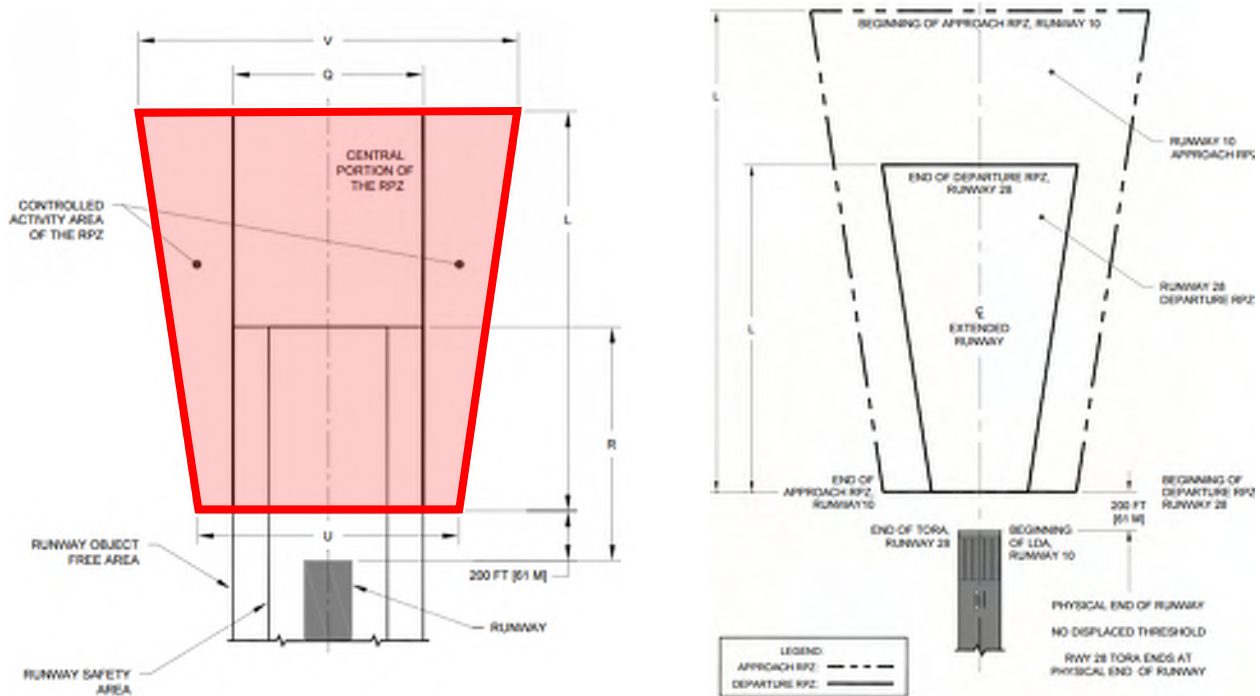 V
Q
CENTRAL
PORTION OF
THE RPZ
CONTROLLED
ACTIVITY AREA
OF THE RPZ
L
R
U
RUNWAY OBJECT
FREE AREA
200 FT [61 M]
RUNWAY
RUNWAY SAFETY
AREA
BEGINNING OF APPROACH RPZ, RUNWAY 10
L
RUNWAY 10
APPROACH RPZ
END OF DEPARTURE RPZ,
RUNWAY 28
RUNWAY 28
DEPARTURE RPZ
L
℄
EXTENDED
RUNWAY
END OF
APPROACH RPZ,
RUNWAY10
BEGINNING OF
DEPARTURE RPZ
RUNWAY 28
200 FT
[61 M]
END OF TORA,
RUNWAY 28
BEGINNING
OF LDA,
RUNWAY 10
PHYSICAL END OF RUNWAY
NO DISPLACED THRESHOLD
RWY 28 TORA ENDS AT
PHYSICAL END OF RUNWAY
LEGEND:
APPROACH RPZ:
DEPARTURE RPZ: